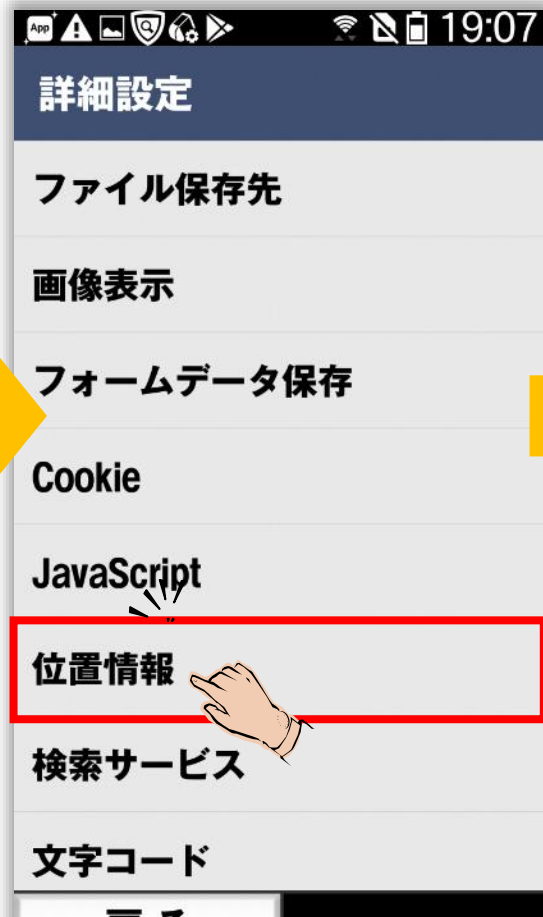 App 19:07
詳細設定
ファイル保存先
画像表示
フォームデータ保存
Cookie
JavaScript
位置情報
検索サービス
文字コード